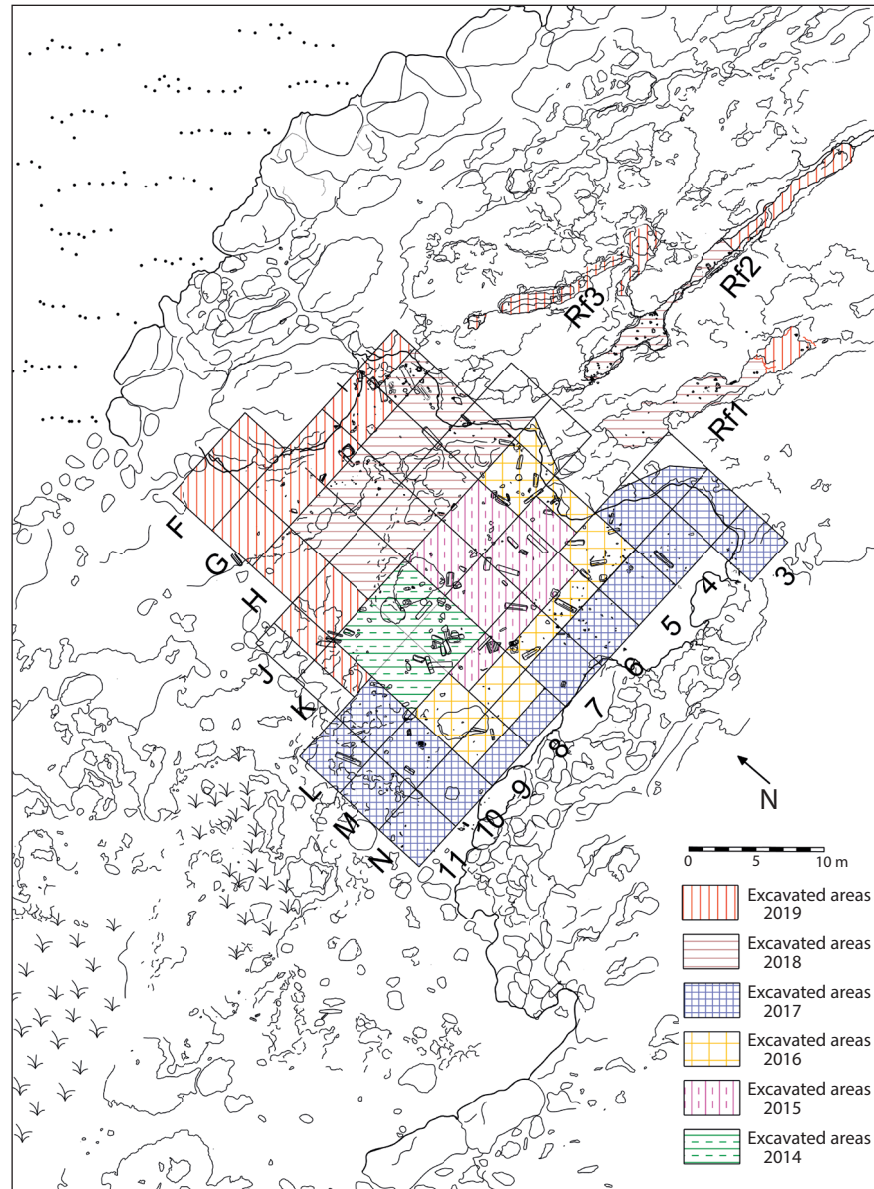 Rf2
Rf3
Rf1
F
G
H
J
K
L
M
N
3
4
5
6
7
8
9
10
11
N
0 5 10 m
Excavated areas
2019
Excavated areas
2018
Excavated areas
2017
Excavated areas
2016
Excavated areas
2015
Excavated areas
2014